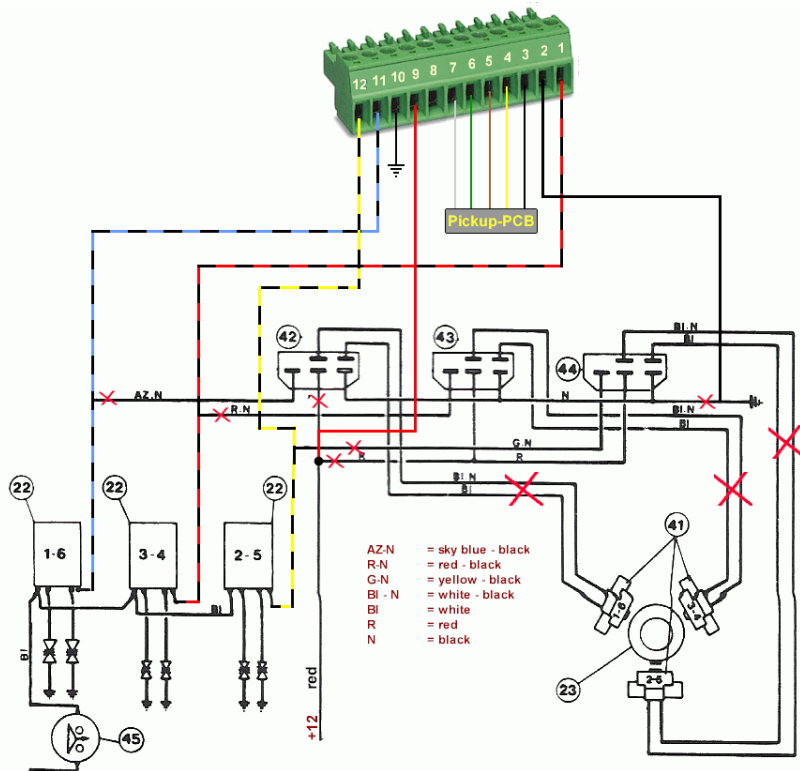 12 11 10 9 8 7 6 5 4 3 2 1
Pickup-PCB
42
43
44
BI.N
BI
AZ.N
R-N
N
BI.N
BI
G.N
R
R
BI.N
BI
22
22
22
1-6
3-4
2-5
AZ-N = sky blue - black
R-N = red - black
G-N = yellow - black
BI - N = white - black
BI = white
R = red
N = black
41
1-6
3-4
2-5
23
BI
BI
red
+12
45